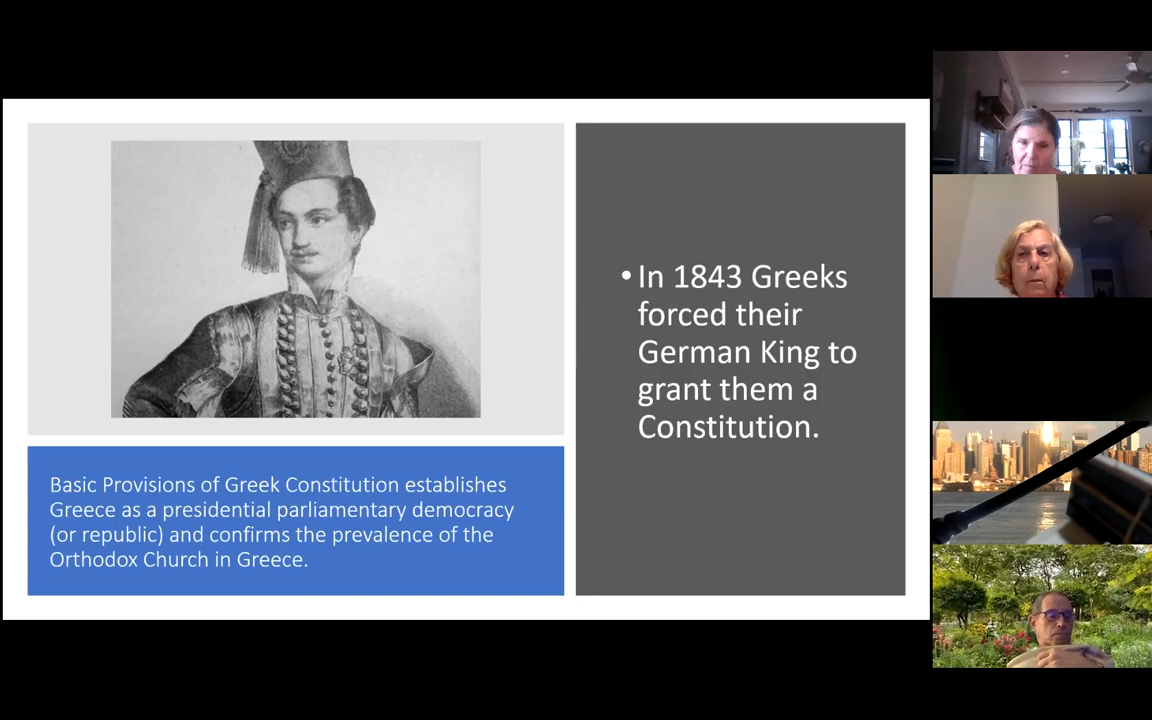 Basic Provisions of Greek Constitution establishes
Greece as a presidential parliamentary democracy
(or republic) and confirms the prevalence of the
Orthodox Church in Greece.
• In 1843 Greeks
forced their
German King to
grant them a
Constitution.